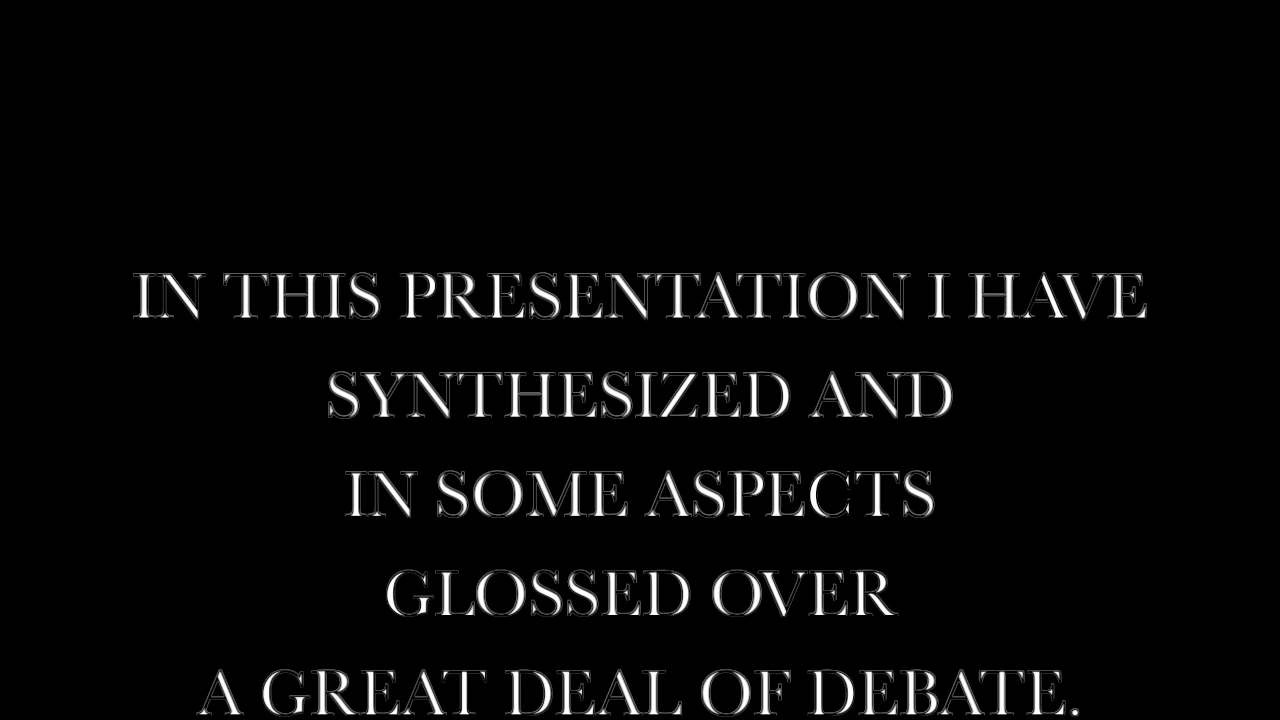 IN THIS PRESENTATION I HAVE
SYNTHESIZED AND
IN SOME ASPECTS
GLOSSED OVER
A GREAT DEAL OF DEBATE.